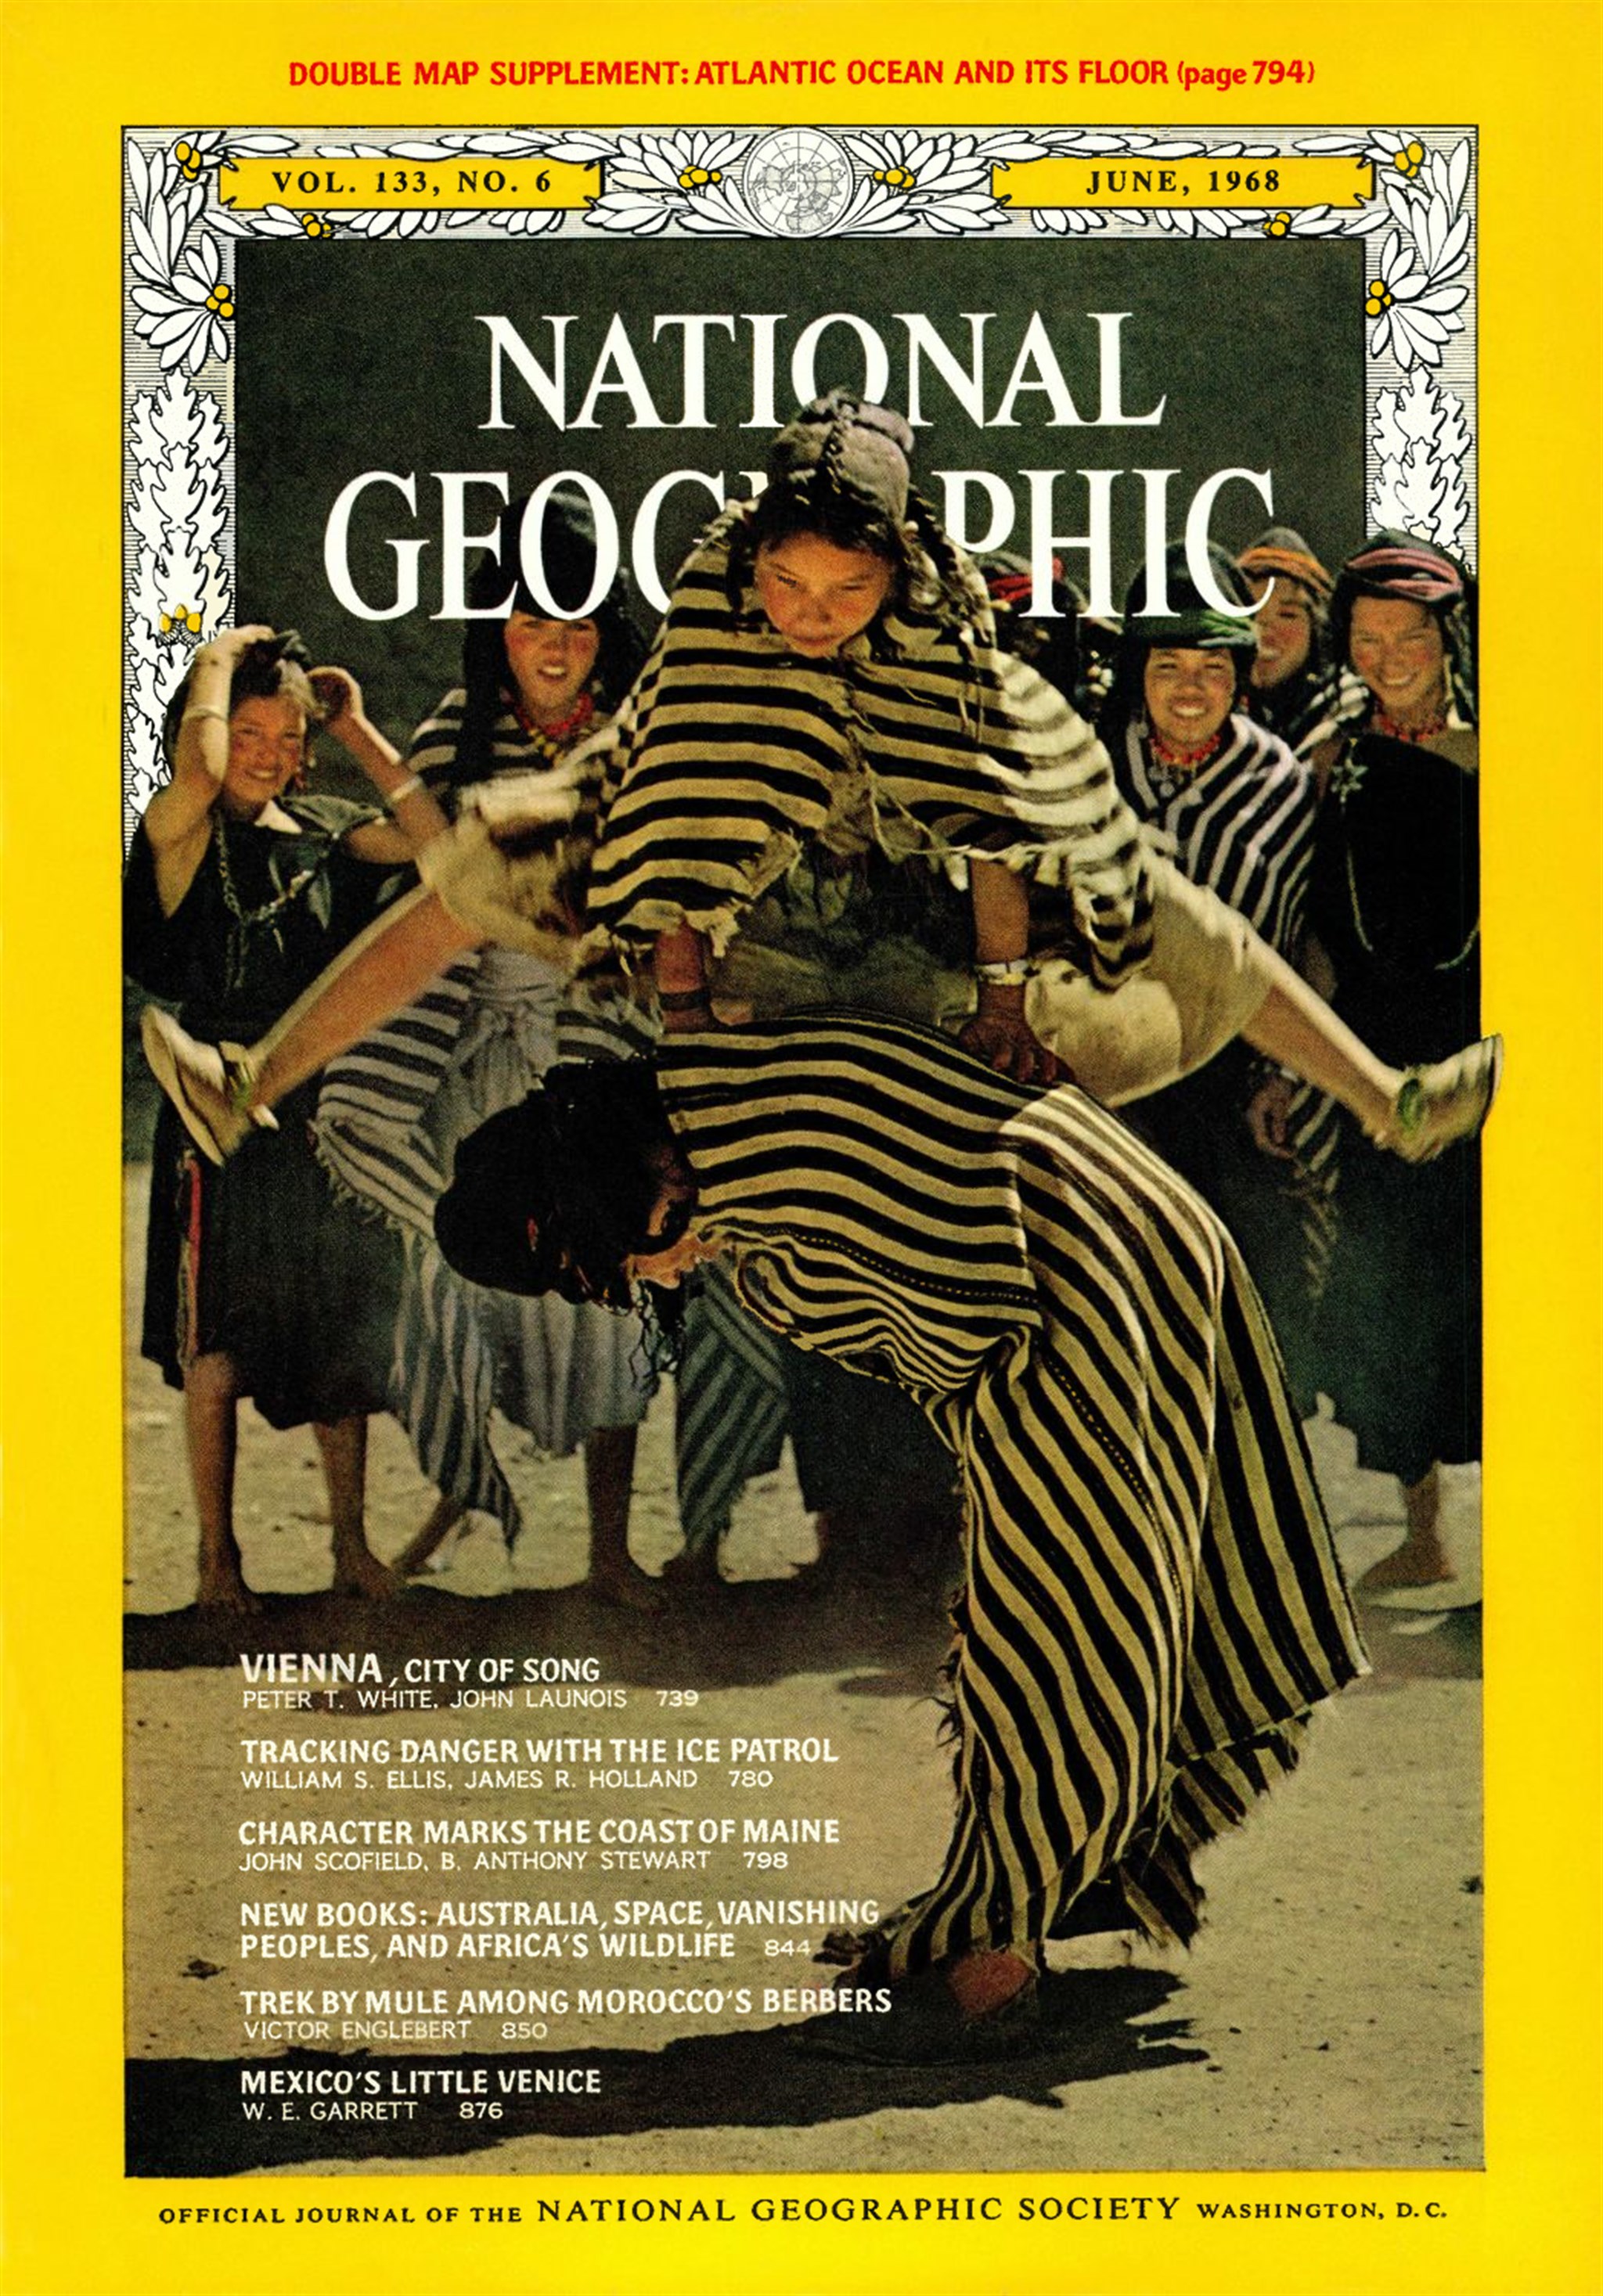 DOUBLE MAP SUPPLEMENT: ATLANTIC OCEAN AND ITS FLOOR (page 794)
VOL. 133, NO. 6
JUNE, 1968
NATIONAL
GEOGRAPHIC
VIENNA, CITY OF SONG
PETER T. WHITE, JOHN LAUNOIS 739
TRACKING DANGER WITH THE ICE PATROL
WILLIAM S. ELLIS, JAMES R. HOLLAND 780
CHARACTER MARKS THE COAST OF MAINE
JOHN SCOFIELD, B. ANTHONY STEWART 798
NEW BOOKS: AUSTRALIA, SPACE, VANISHING
PEOPLES, AND AFRICA'S WILDLIFE 844
TREK BY MULE AMONG MOROCCO'S BERBERS
VICTOR ENGLEBERT 850
MEXICO'S LITTLE VENICE
W. E. GARRETT 876
OFFICIAL JOURNAL OF THE NATIONAL GEOGRAPHIC SOCIETY WASHINGTON, D.C.